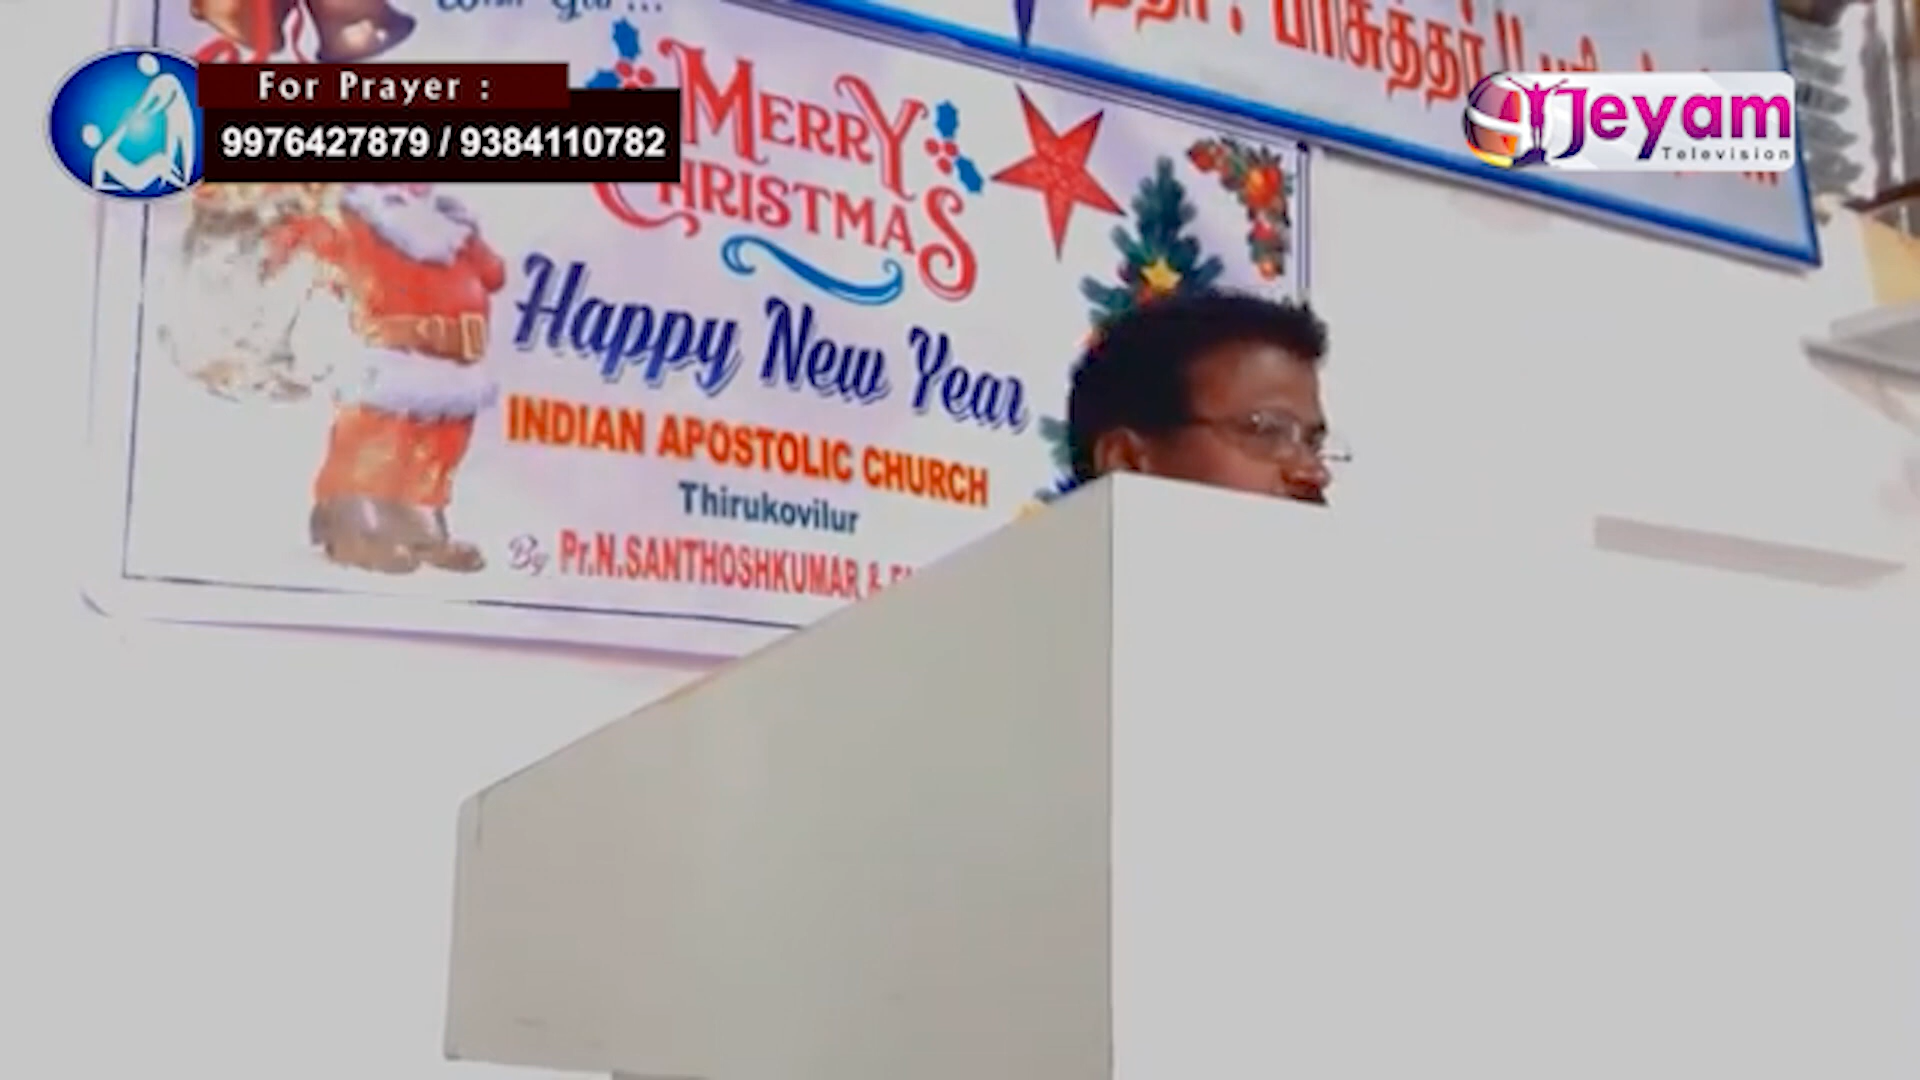 For Prayer :
9976427879 / 9384110782
Jeyam
Television
MERRY
CHRISTMAS
Happy New Year
INDIAN APOSTOLIC CHURCH
Thirukovilur
By Pr.N.SANTHOSHKUMAR &